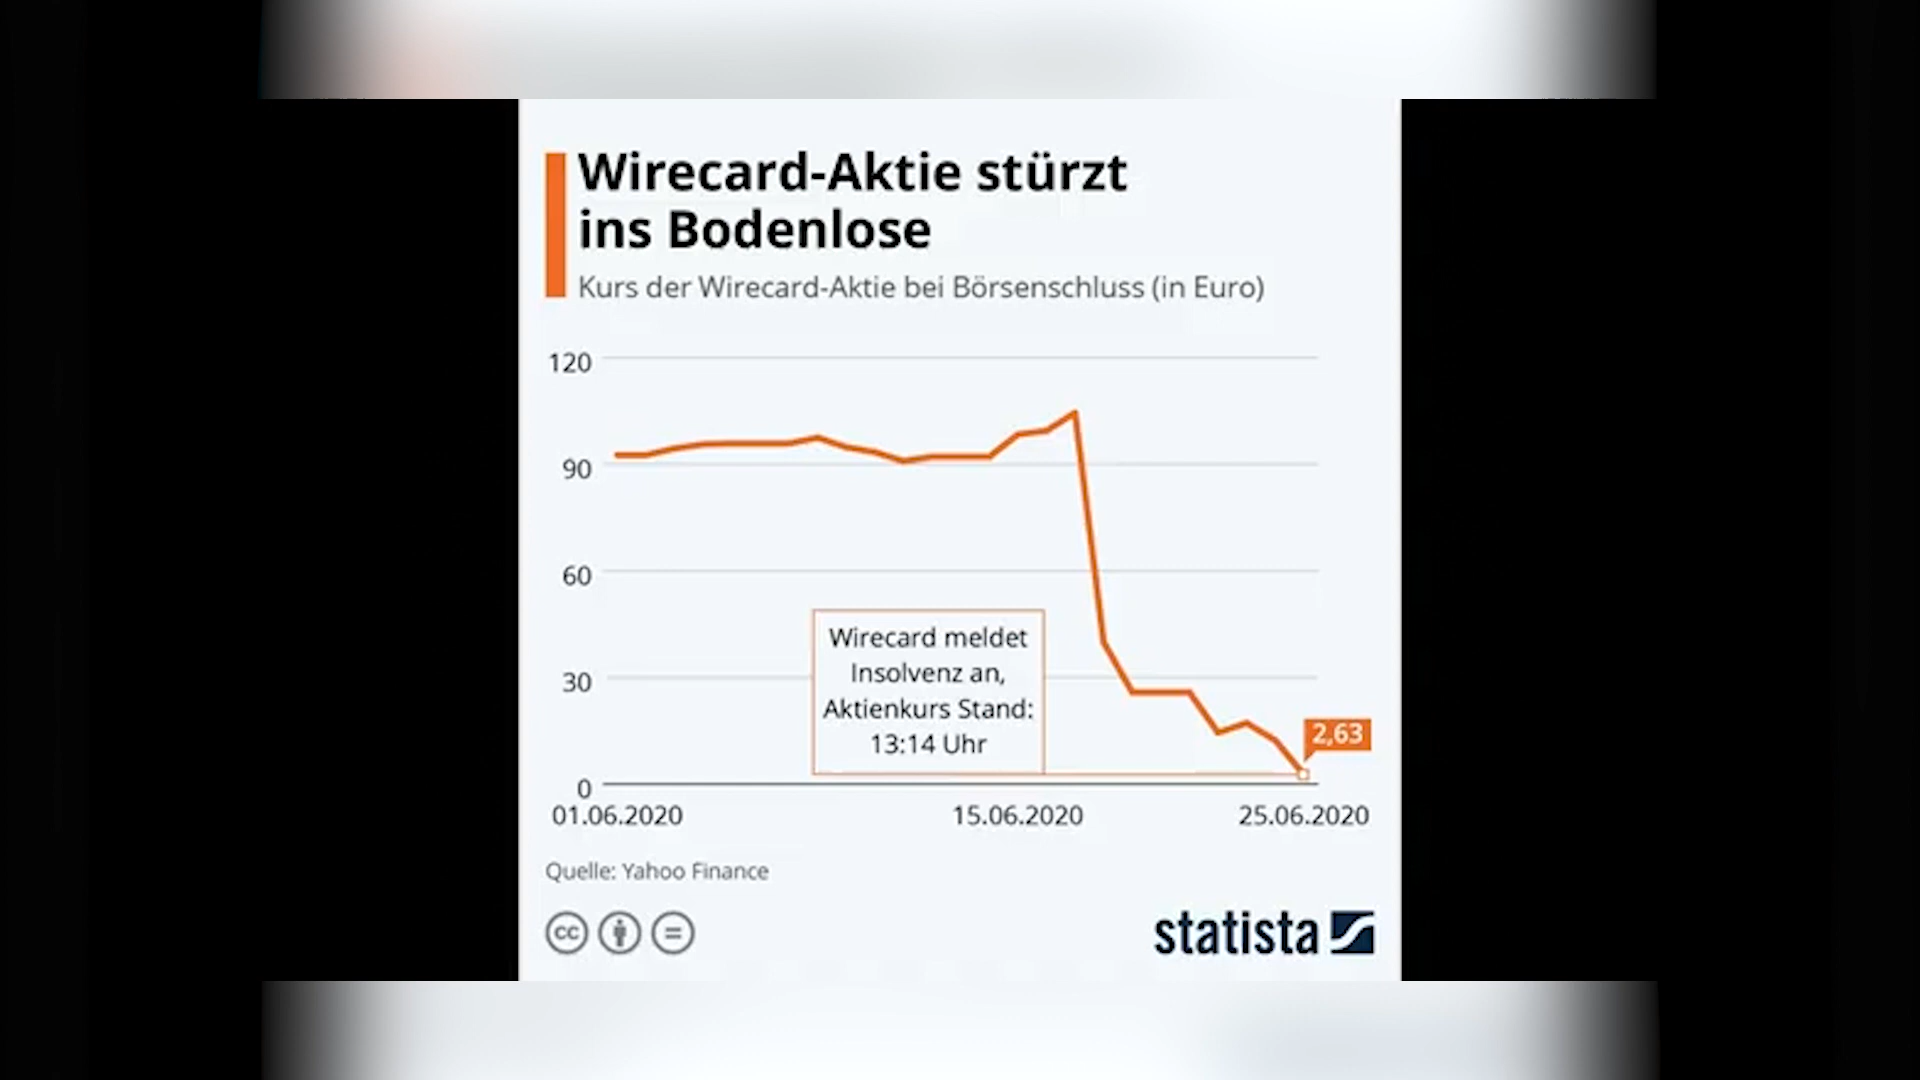 Wirecard-Aktie stürzt
ins Bodenlose
Kurs der Wirecard-Aktie bei Börsenschluss (in Euro)
120
90
60
30
0
Wirecard meldet
Insolvenz an,
Aktienkurs Stand:
13:14 Uhr
2,63
01.06.2020 15.06.2020 25.06.2020
Quelle: Yahoo Finance
cc
statista